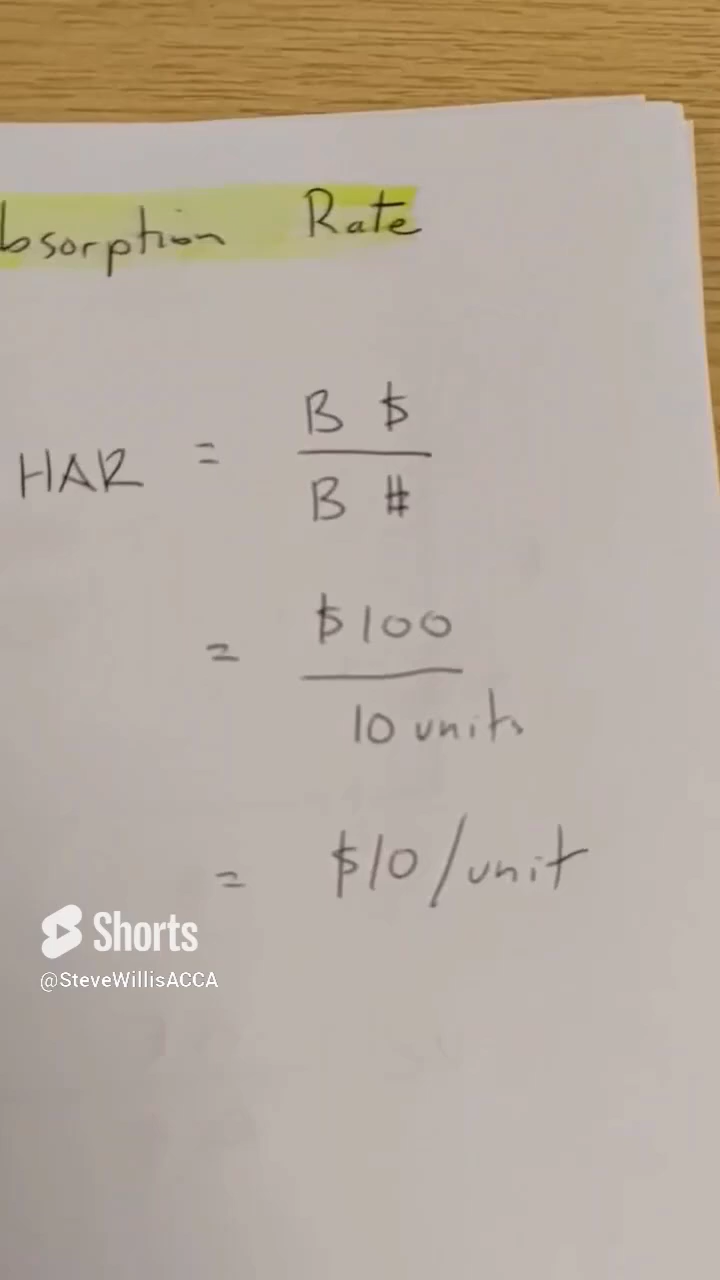 bsorption Rate
HAR = B $
B #
= $100
10 units
= $10/unit
Shorts
@SteveWillisACCA